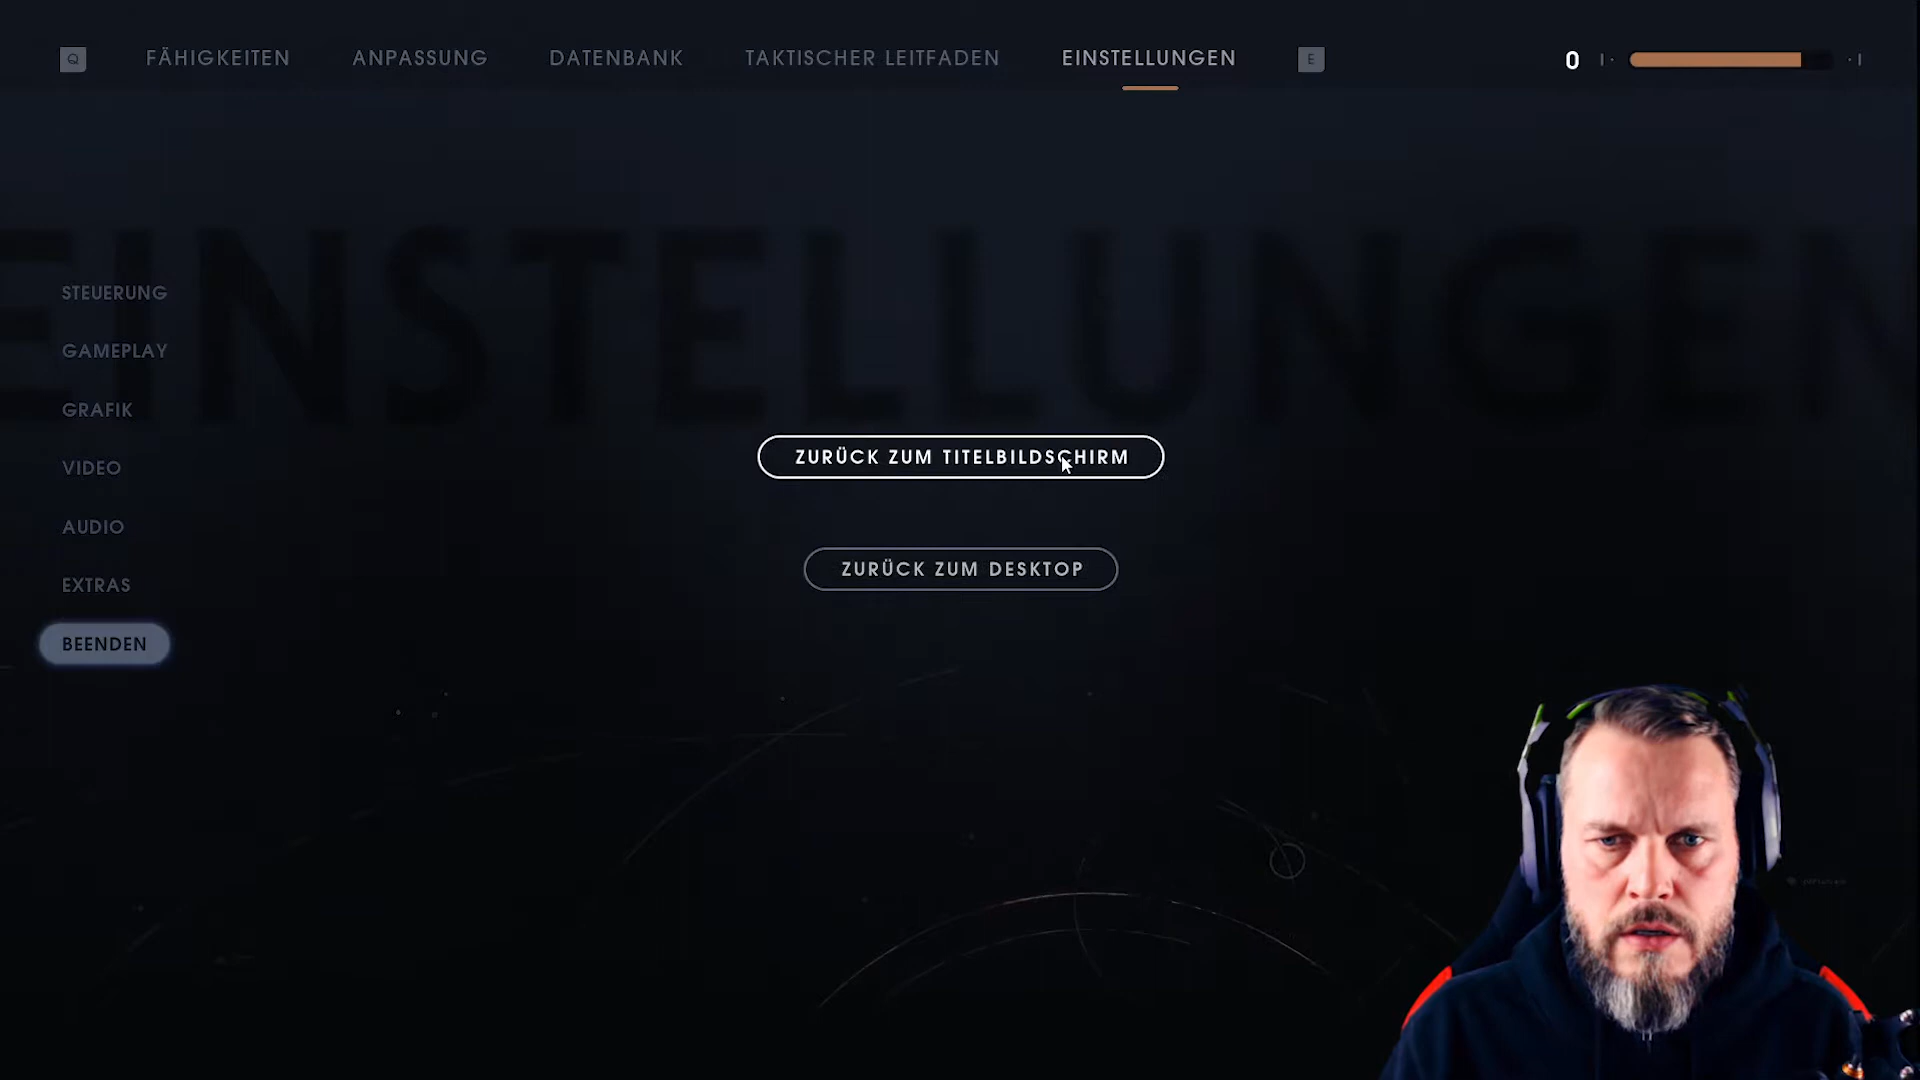 Q
FÄHIGKEITEN
ANPASSUNG
DATENBANK
TAKTISCHER LEITFADEN
EINSTELLUNGEN
E
0
EINSTELLUNGEN
STEUERUNG
GAMEPLAY
GRAFIK
VIDEO
AUDIO
EXTRAS
BEENDEN
ZURÜCK ZUM TITELBILDSCHIRM
ZURÜCK ZUM DESKTOP